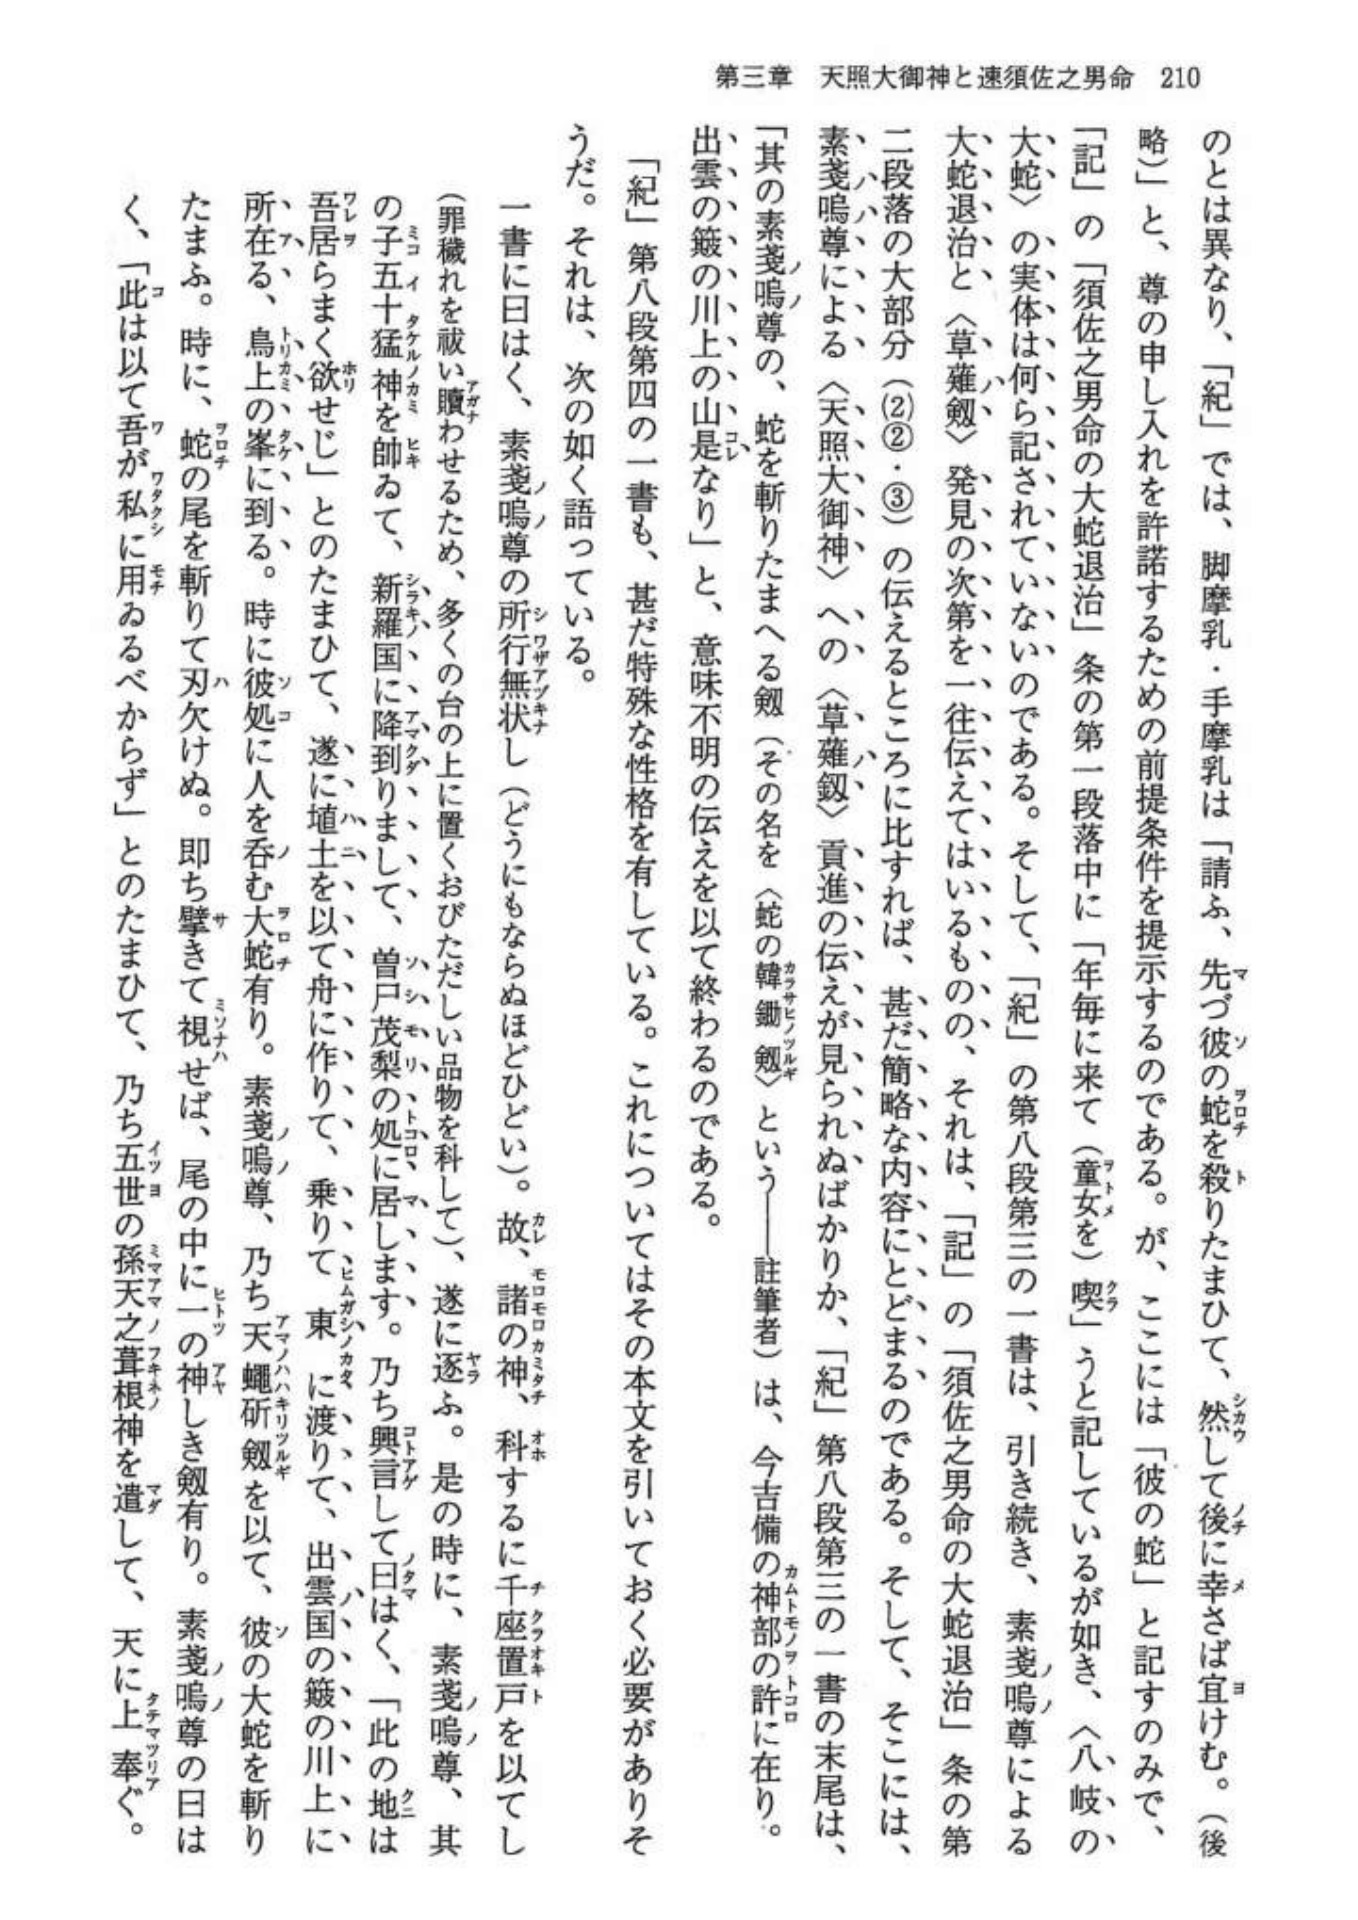 第三章　天照大御神と速須佐之男命　210
のとは異なり、「紀」では、脚摩乳・手摩乳は「請ふ、先づ彼の蛇を殺りたまひて、然して後に幸さば宜けむ。（後
略）」と、尊の申し入れを許諾するための前提条件を提示するのである。が、ここには「彼の蛇」と記すのみで、
「記」の「須佐之男命の大蛇退治」条の第一段落中に「年毎に来て（童女を）喫」うと記しているが如き、〈八岐の
大蛇〉の実体は何ら記されていないのである。そして、「紀」の第八段第三の一書は、引き続き、素戔嗚尊による
大蛇退治と〈草薙剱〉発見の次第を一往伝えてはいるものの、それは、「記」の「須佐之男命の大蛇退治」条の第
二段落の大部分（⑵②・③）の伝えるところに比すれば、甚だ簡略な内容にとどまるのである。そして、そこには、
素戔嗚尊による〈天照大御神〉への〈草薙釼〉貢進の伝えが見られぬばかりか、「紀」第八段第三の一書の末尾は、
「其の素戔嗚尊の、蛇を斬りたまへる剱（その名を〈蛇の韓鋤剱〉という――註筆者）は、今吉備の神部の許に在り。
出雲の簸の川上の山是なり」と、意味不明の伝えを以て終わるのである。
「紀」第八段第四の一書も、甚だ特殊な性格を有している。これについてはその本文を引いておく必要がありそ
うだ。それは、次の如く語っている。
一書に曰はく、素戔嗚尊の所行無状し（どうにもならぬほどひどい）。故、諸の神、科するに千座置戸を以てし
（罪穢れを祓い贖わせるため、多くの台の上に置くおびただしい品物を科して）、遂に逐ふ。是の時に、素戔嗚尊、其
の子五十猛神を帥ゐて、新羅国に降到りまして、曽尸茂梨の処に居します。乃ち興言して曰はく、「此の地は
吾居らまく欲せじ」とのたまひて、遂に埴土を以て舟に作りて、乗りて東に渡りて、出雲国の簸の川上に
所在る、鳥上の峯に到る。時に彼処に人を呑む大蛇有り。素戔嗚尊、乃ち天蠅斫剱を以て、彼の大蛇を斬り
たまふ。時に、蛇の尾を斬りて刃欠けぬ。即ち擘きて視せば、尾の中に一の神しき剱有り。素戔嗚尊の曰は
く、「此は以て吾が私に用ゐるべからず」とのたまひて、乃ち五世の孫天之葺根神を遣して、天に上奉ぐ。